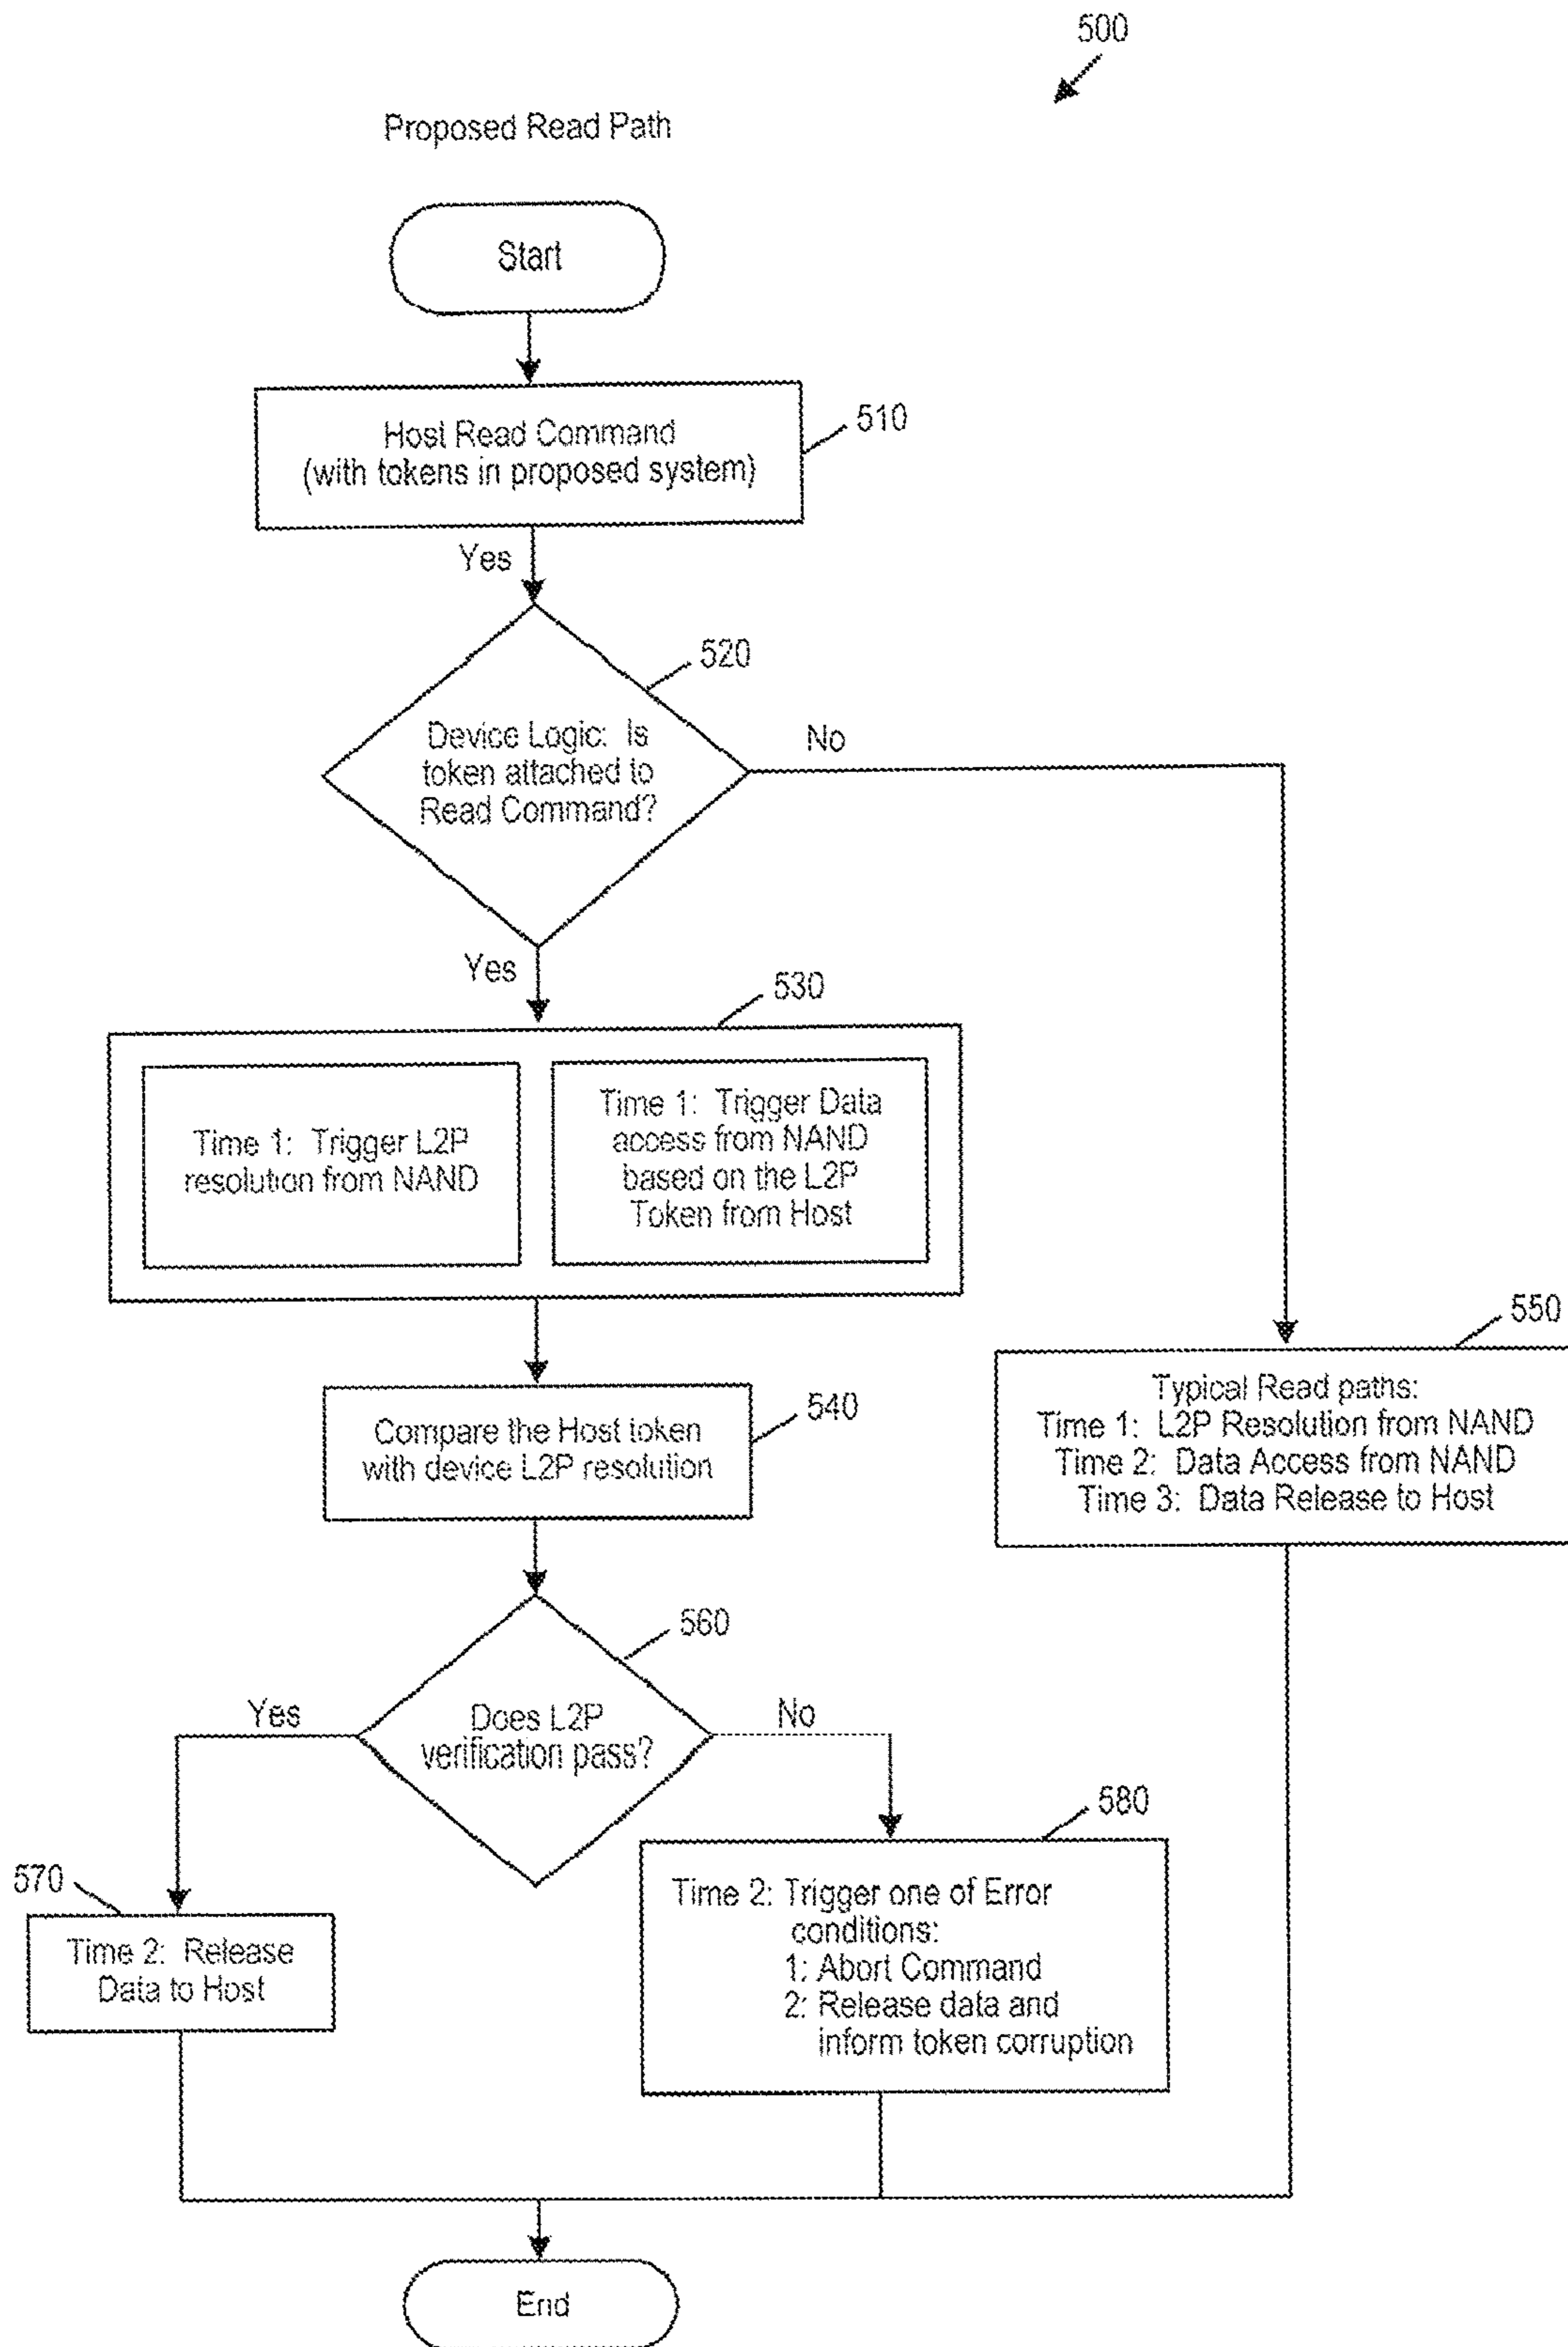 500
Proposed Read Path
Start
510
Host Read Command
(with tokens in proposed system)
Yes
520
Device Logic: Is
token attached to
Read Command?
No
Yes
530
Time 1: Trigger L2P
resolution from NAND
Time 1: Trigger Data
access from NAND
based on the L2P
Token from Host
540
Compare the Host token
with device L2P resolution
550
Typical Read paths:
Time 1: L2P Resolution from NAND
Time 2: Data Access from NAND
Time 3: Data Release to Host
560
Does L2P
verification pass?
Yes
No
570
Time 2: Release
Data to Host
580
Time 2: Trigger one of Error
conditions:
1: Abort Command
2: Release data and
inform token corruption
End